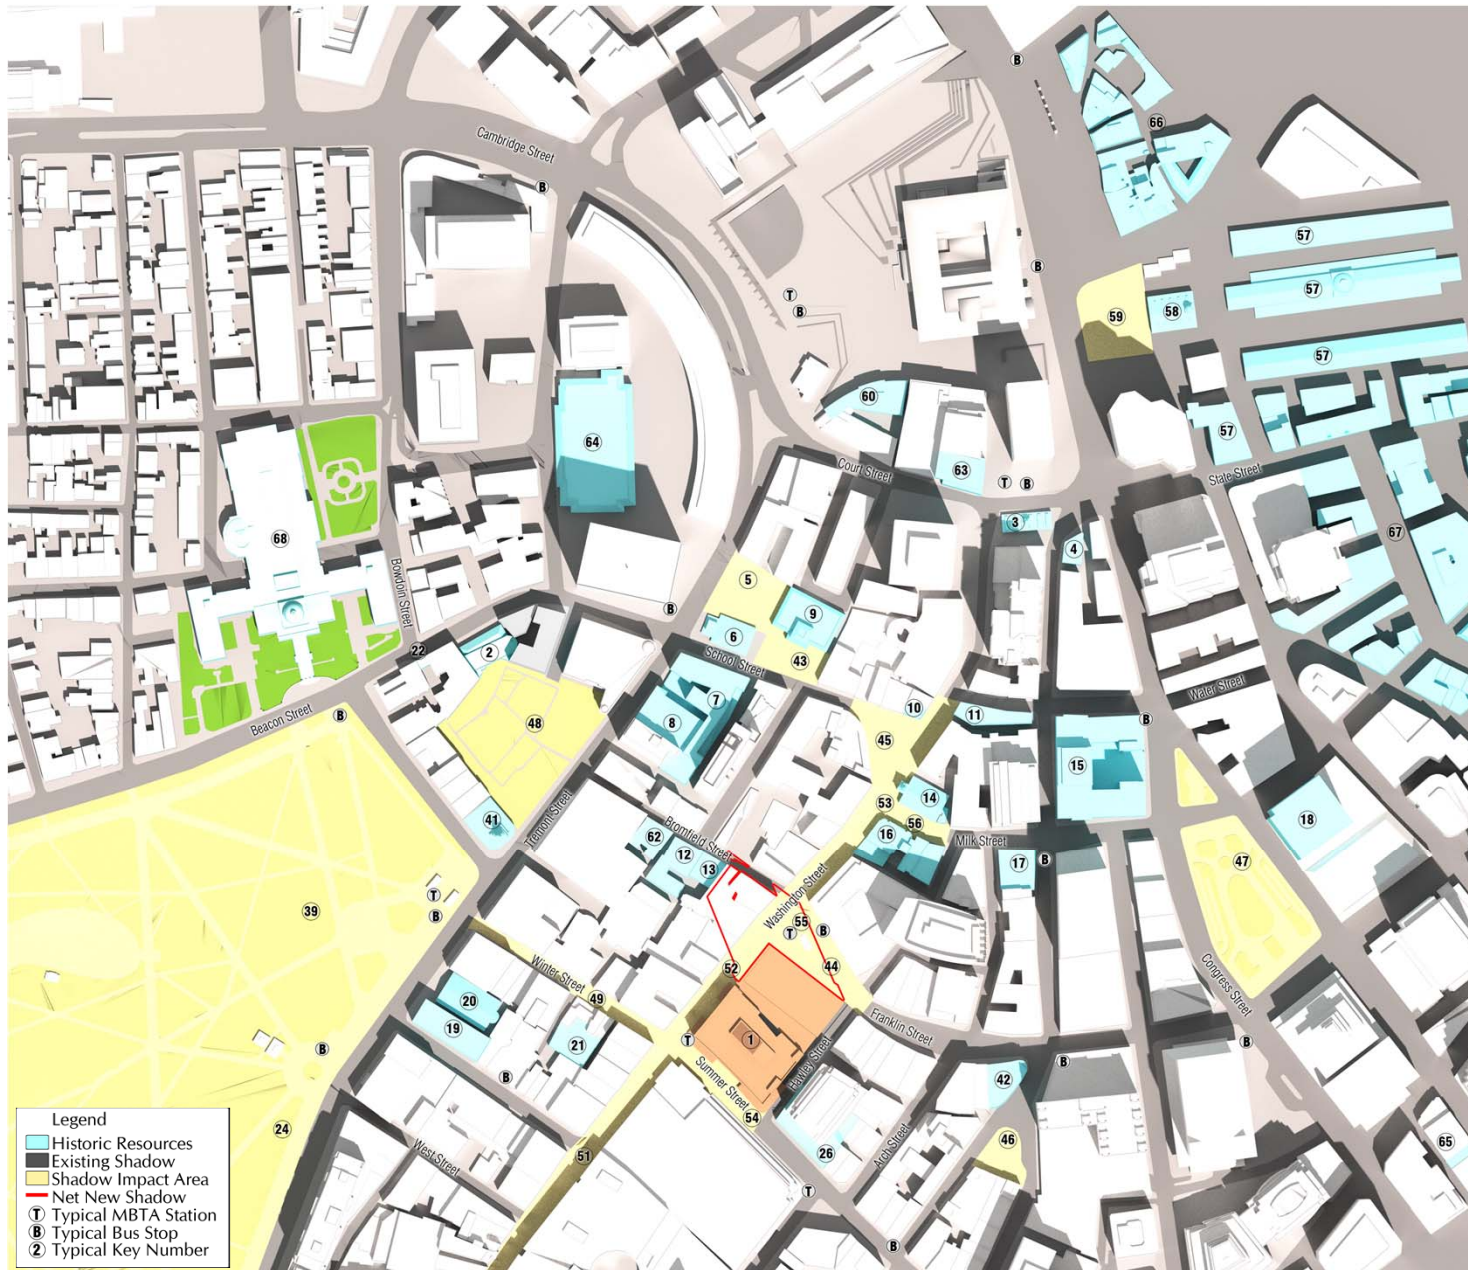 B
66
Cambridge Street
B
57
B
T
B
59
58
57
57
60
57
64
Court Street
63
T
B
State Street
3
67
68
4
Bowdoin Street
5
9
B
6
22
2
School Street
43
Water Street
7
10
11
B
Beacon Street
B
48
8
45
15
53
14
56
41
Tremont Street
62
Bromfield Street
16
Milk Street
18
12
13
17
B
47
T
Washington Street
39
B
55
T
B
52
44
Winter Street
49
Congress Street
20
19
Franklin Street
21
T
1
B
B
B
Summer Street
Hawley Street
B
42
54
24
46
West Street
51
26
Arch Street
65
T
B
Legend
Historic Resources
Existing Shadow
Shadow Impact Area
Net New Shadow
T Typical MBTA Station
B Typical Bus Stop
2 Typical Key Number